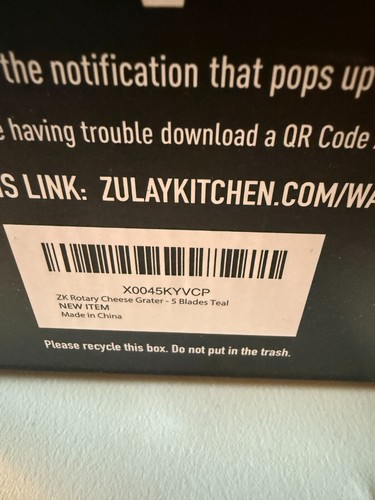 the notification that pops up
having trouble download a QR Code
LINK: ZULAYKITCHEN.COM/WA
X0045KYVCP
ZK Rotary Cheese Grater - 5 Blades Teal
NEW ITEM
Made in China
Please recycle this box. Do not put in the trash.